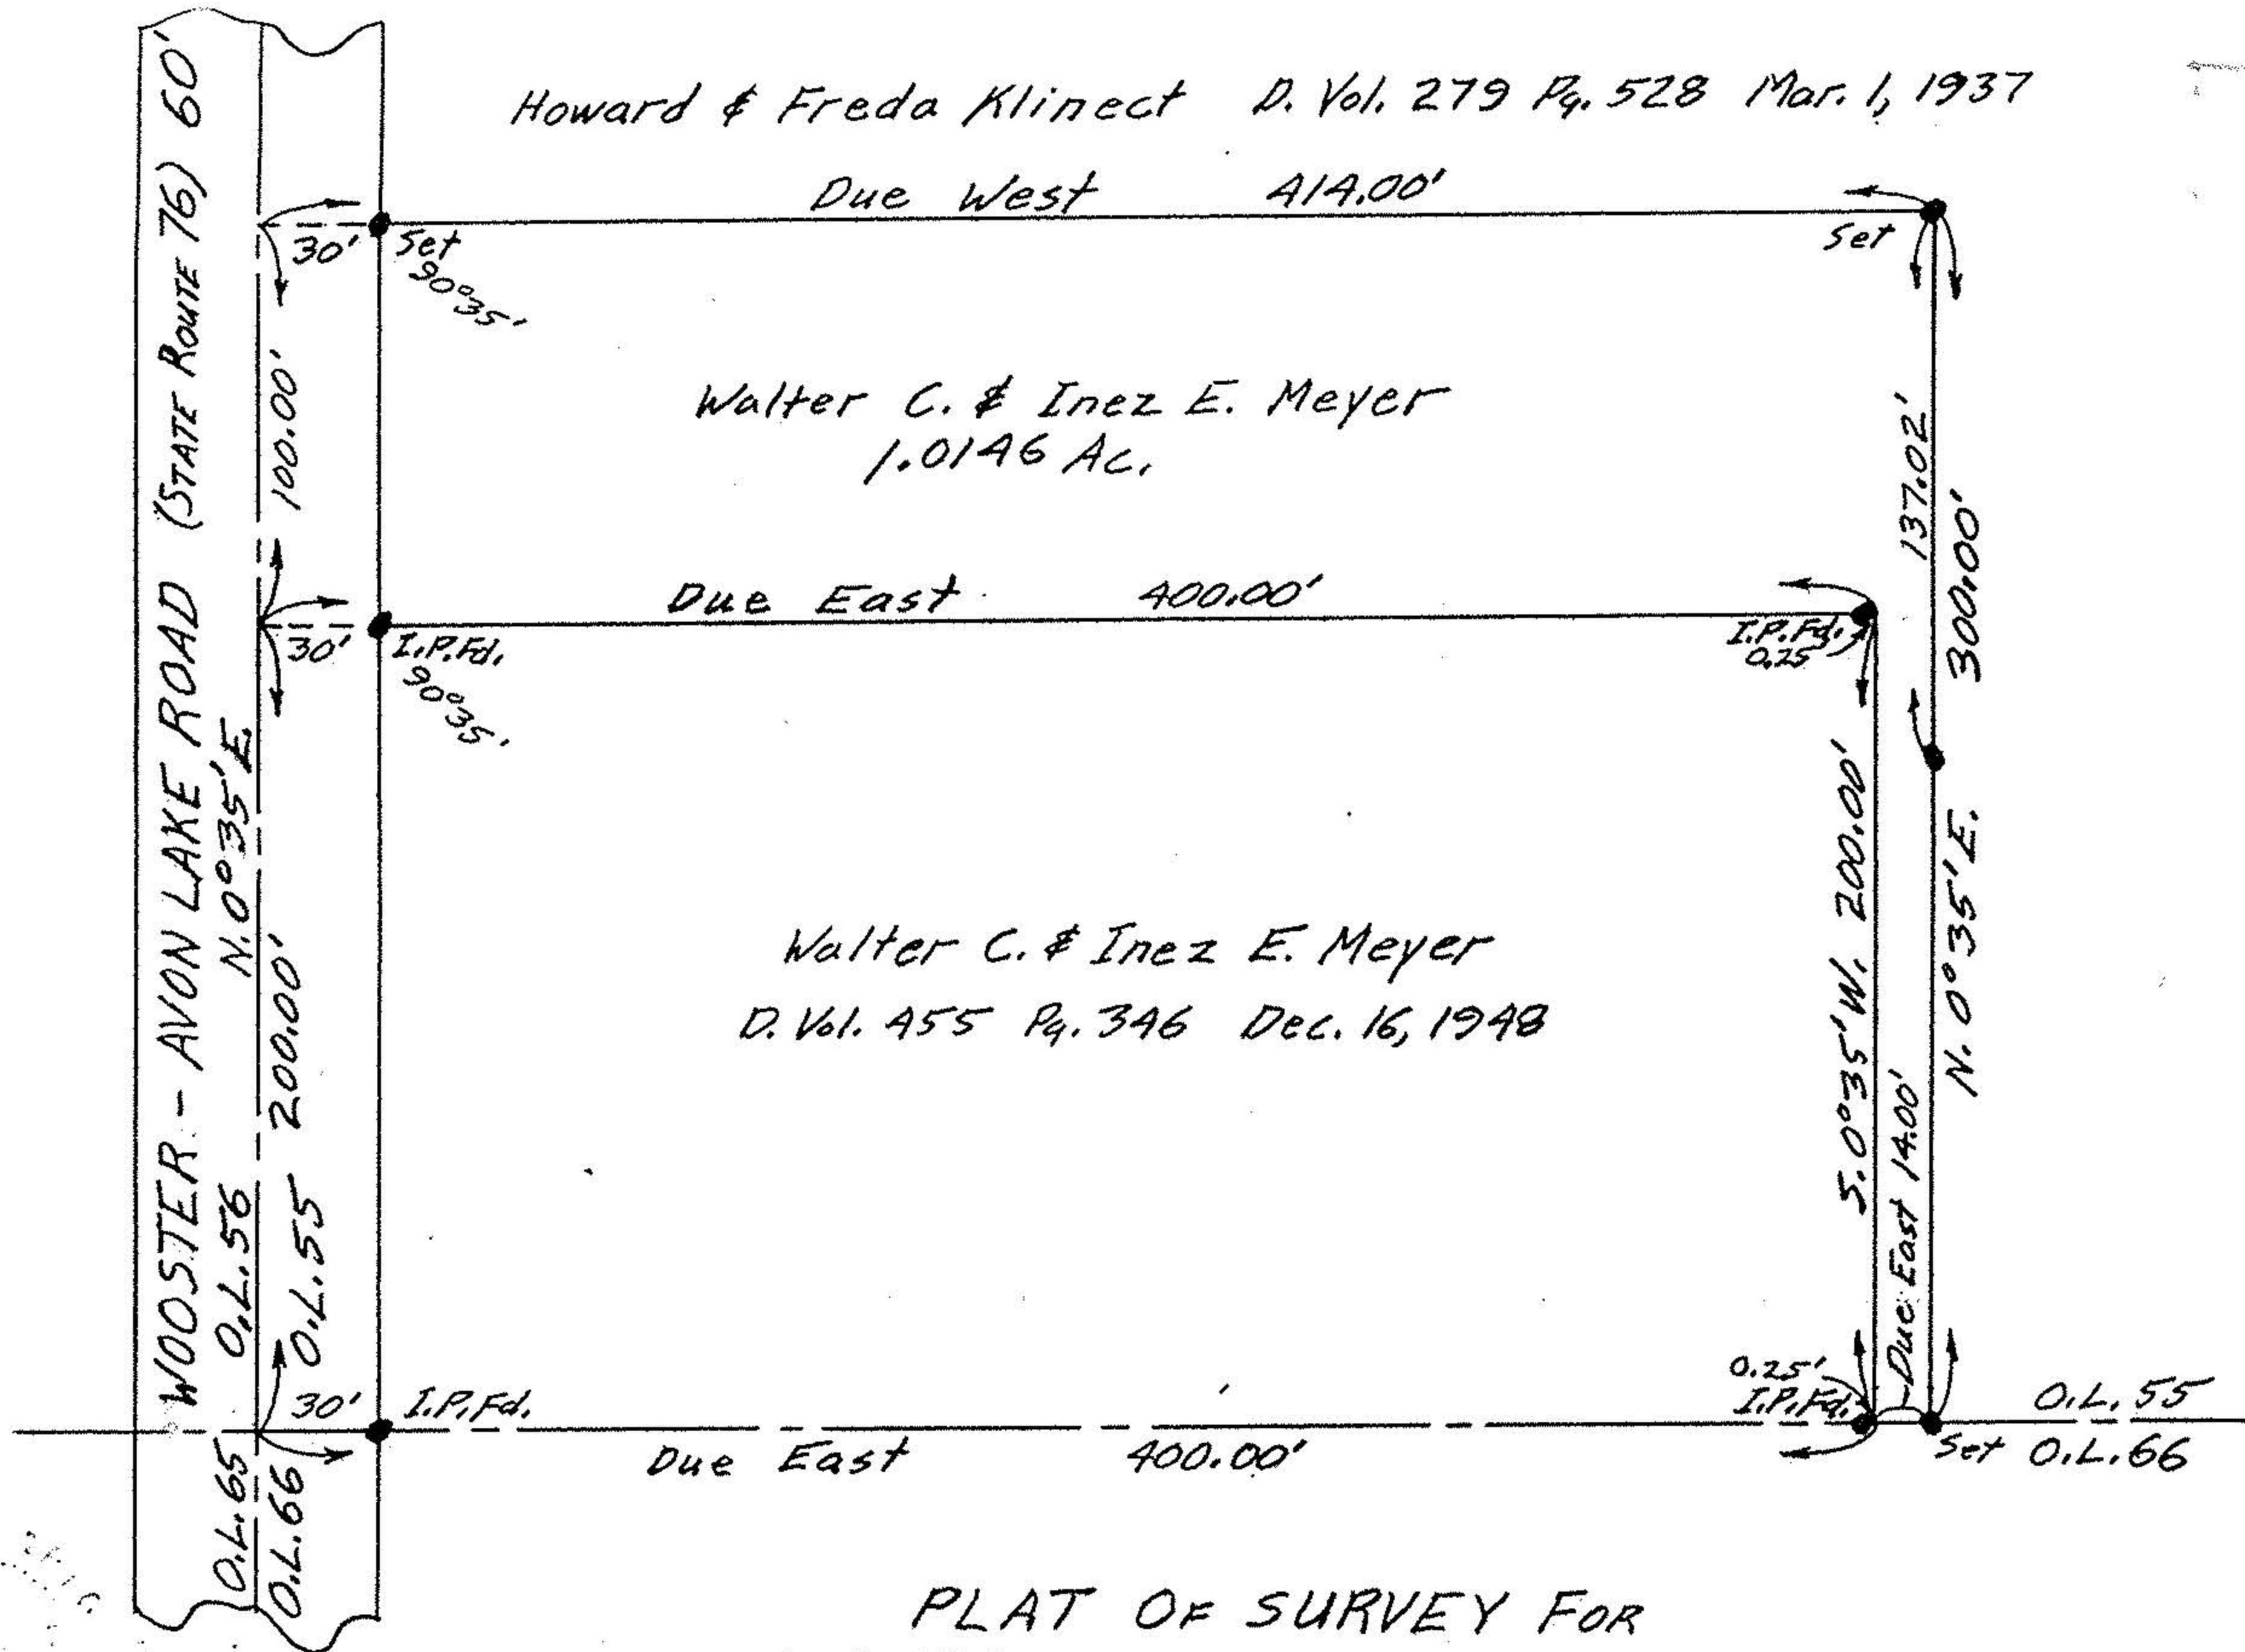 Howard & Freda Klinect D. Vol. 279 Pg. 528 Mar. 1, 1937
Due West 414.00'
30'
Set
90°35'
Set
WOOSTER - AVON LAKE ROAD (STATE ROUTE 76) 60'
100.00'
Walter C. & Inez E. Meyer
1.0146 Ac.
137.02'
300.00'
N. 0°35' E.
Due East 400.00'
30'
I.P.Fd.
90°35'
I.P.Fd.
0.25'
N. 0°35' E.
200.00'
Walter C. & Inez E. Meyer
D. Vol. 455 Pg. 346 Dec. 16, 1948
S. 0°35' W. 200.00'
Due East 14.00'
O.L. 56
O.L. 55
30'
I.P.Fd.
0.25'
I.P.Fd.
O.L. 55
Due East 400.00'
Set O.L. 66
O.L. 65
O.L. 66
PLAT OF SURVEY FOR